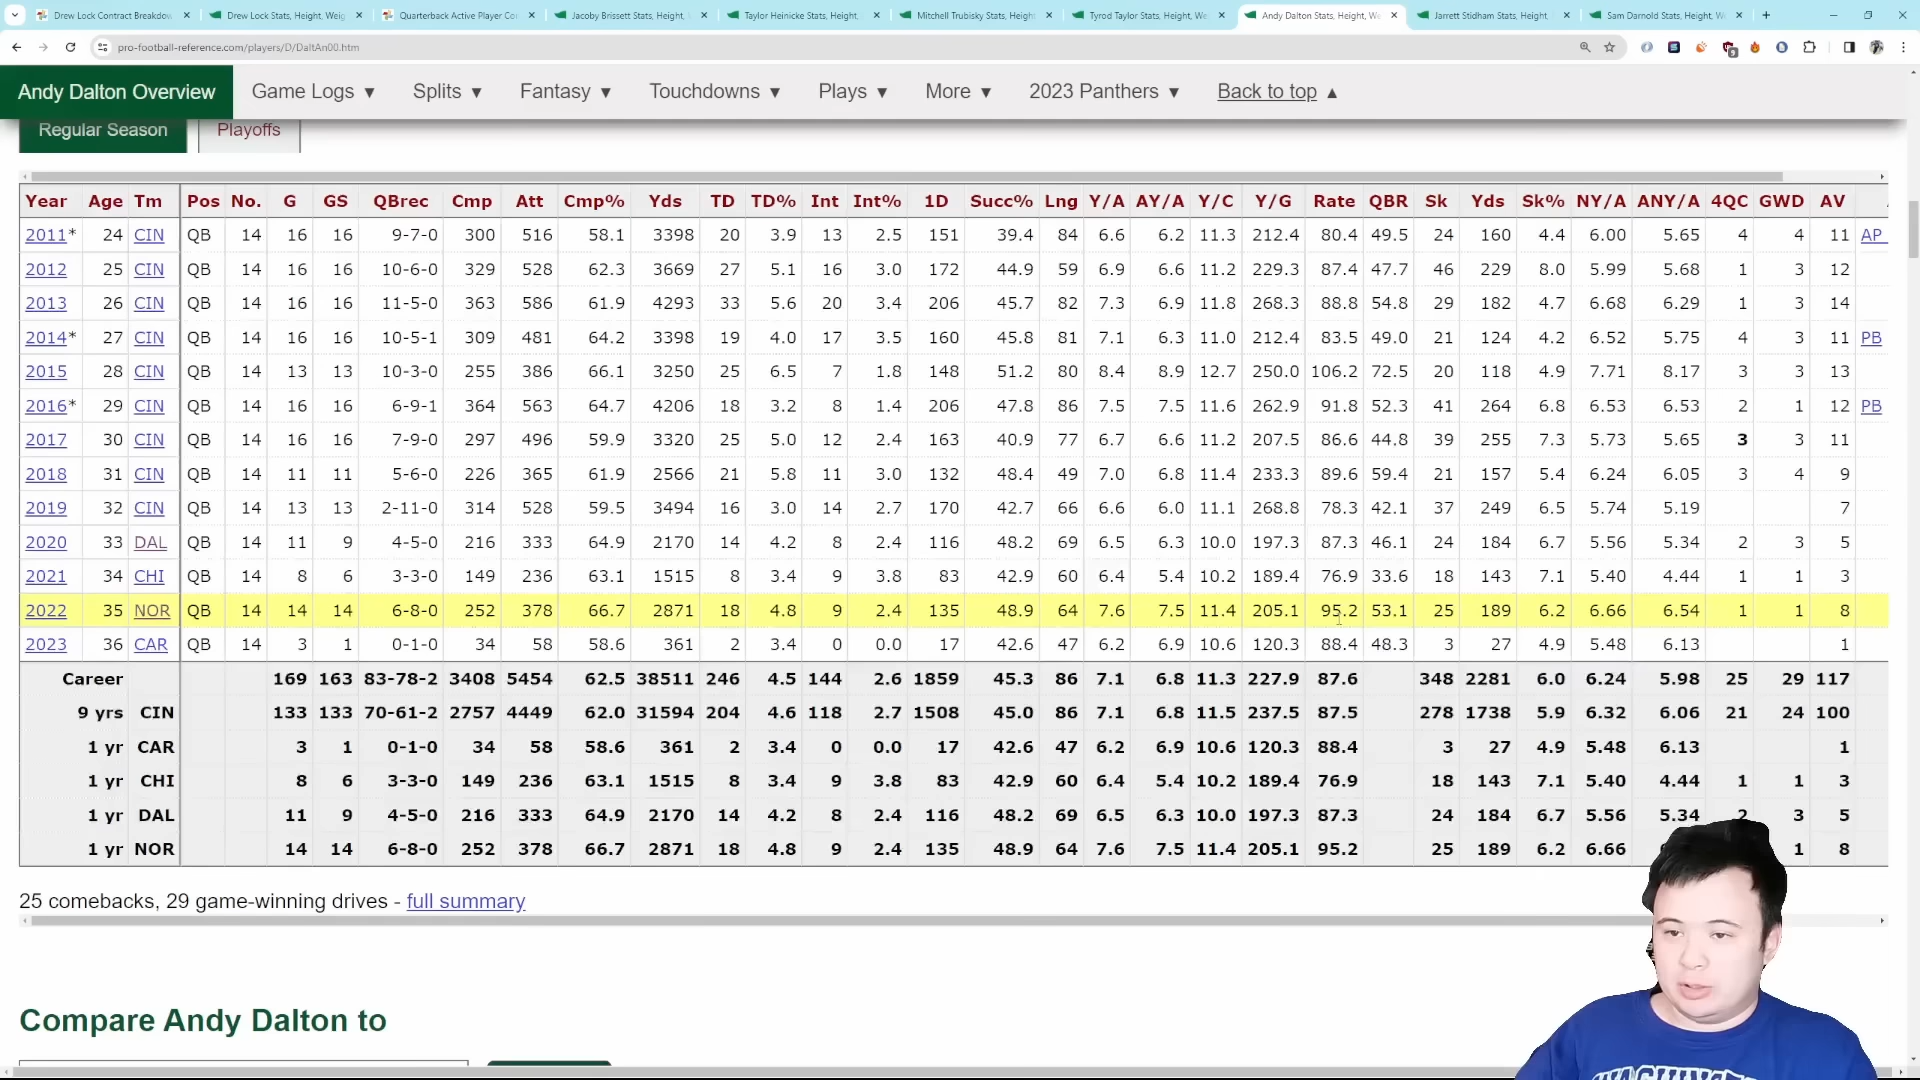 Drew Lock Contract Breakdow
Drew Lock Stats, Height, Weig
Quarterback Active Player Co
Jacoby Brissett Stats, Height,
Taylor Heinicke Stats, Height,
Mitchell Trubisky Stats, Height
Tyrod Taylor Stats, Height, We
Andy Dalton Stats, Height, We
Jarrett Stidham Stats, Height,
Sam Darnold Stats, Height, W
pro-football-reference.com/players/D/DaltAn00.htm
Andy Dalton Overview Game Logs ▼ Splits ▼ Fantasy ▼ Touchdowns ▼ Plays ▼ More ▼ 2023 Panthers ▼ Back to top ▲
Regular Season Playoffs
Year Age Tm Pos No. G GS QBrec Cmp Att Cmp% Yds TD TD% Int Int% 1D Succ% Lng Y/A AY/A Y/C Y/G Rate QBR Sk Yds Sk% NY/A ANY/A 4QC GWD AV
2011* 24 CIN QB 14 16 16 9-7-0 300 516 58.1 3398 20 3.9 13 2.5 151 39.4 84 6.6 6.2 11.3 212.4 80.4 49.5 24 160 4.4 6.00 5.65 4 4 11 AP
2012 25 CIN QB 14 16 16 10-6-0 329 528 62.3 3669 27 5.1 16 3.0 172 44.9 59 6.9 6.6 11.2 229.3 87.4 47.7 46 229 8.0 5.99 5.68 1 3 12
2013 26 CIN QB 14 16 16 11-5-0 363 586 61.9 4293 33 5.6 20 3.4 206 45.7 82 7.3 6.9 11.8 268.3 88.8 54.8 29 182 4.7 6.68 6.29 1 3 14
2014* 27 CIN QB 14 16 16 10-5-1 309 481 64.2 3398 19 4.0 17 3.5 160 45.8 81 7.1 6.3 11.0 212.4 83.5 49.0 21 124 4.2 6.52 5.75 4 3 11 PB
2015 28 CIN QB 14 13 13 10-3-0 255 386 66.1 3250 25 6.5 7 1.8 148 51.2 80 8.4 8.9 12.7 250.0 106.2 72.5 20 118 4.9 7.71 8.17 3 3 13
2016* 29 CIN QB 14 16 16 6-9-1 364 563 64.7 4206 18 3.2 8 1.4 206 47.8 86 7.5 7.5 11.6 262.9 91.8 52.3 41 264 6.8 6.53 6.53 2 1 12 PB
2017 30 CIN QB 14 16 16 7-9-0 297 496 59.9 3320 25 5.0 12 2.4 163 40.9 77 6.7 6.6 11.2 207.5 86.6 44.8 39 255 7.3 5.73 5.65 3 3 11
2018 31 CIN QB 14 11 11 5-6-0 226 365 61.9 2566 21 5.8 11 3.0 132 48.4 49 7.0 6.8 11.4 233.3 89.6 59.4 21 157 5.4 6.24 6.05 3 4 9
2019 32 CIN QB 14 13 13 2-11-0 314 528 59.5 3494 16 3.0 14 2.7 170 42.7 66 6.6 6.0 11.1 268.8 78.3 42.1 37 249 6.5 5.74 5.19 7
2020 33 DAL QB 14 11 9 4-5-0 216 333 64.9 2170 14 4.2 8 2.4 116 48.2 69 6.5 6.3 10.0 197.3 87.3 46.1 24 184 6.7 5.56 5.34 2 3 5
2021 34 CHI QB 14 8 6 3-3-0 149 236 63.1 1515 8 3.4 9 3.8 83 42.9 60 6.4 5.4 10.2 189.4 76.9 33.6 18 143 7.1 5.40 4.44 1 1 3
2022 35 NOR QB 14 14 14 6-8-0 252 378 66.7 2871 18 4.8 9 2.4 135 48.9 64 7.6 7.5 11.4 205.1 95.2 53.1 25 189 6.2 6.66 6.54 1 1 8
2023 36 CAR QB 14 3 1 0-1-0 34 58 58.6 361 2 3.4 0 0.0 17 42.6 47 6.2 6.9 10.6 120.3 88.4 48.3 3 27 4.9 5.48 6.13 1
Career 169 163 83-78-2 3408 5454 62.5 38511 246 4.5 144 2.6 1859 45.3 86 7.1 6.8 11.3 227.9 87.6 348 2281 6.0 6.24 5.98 25 29 117
9 yrs CIN 133 133 70-61-2 2757 4449 62.0 31594 204 4.6 118 2.7 1508 45.0 86 7.1 6.8 11.5 237.5 87.5 278 1738 5.9 6.32 6.06 21 24 100
1 yr CAR 3 1 0-1-0 34 58 58.6 361 2 3.4 0 0.0 17 42.6 47 6.2 6.9 10.6 120.3 88.4 3 27 4.9 5.48 6.13 1
1 yr CHI 8 6 3-3-0 149 236 63.1 1515 8 3.4 9 3.8 83 42.9 60 6.4 5.4 10.2 189.4 76.9 18 143 7.1 5.40 4.44 1 1 3
1 yr DAL 11 9 4-5-0 216 333 64.9 2170 14 4.2 8 2.4 116 48.2 69 6.5 6.3 10.0 197.3 87.3 24 184 6.7 5.56 5.34 2 3 5
1 yr NOR 14 14 6-8-0 252 378 66.7 2871 18 4.8 9 2.4 135 48.9 64 7.6 7.5 11.4 205.1 95.2 25 189 6.2 6.66 1 8
25 comebacks, 29 game-winning drives - full summary
Compare Andy Dalton to